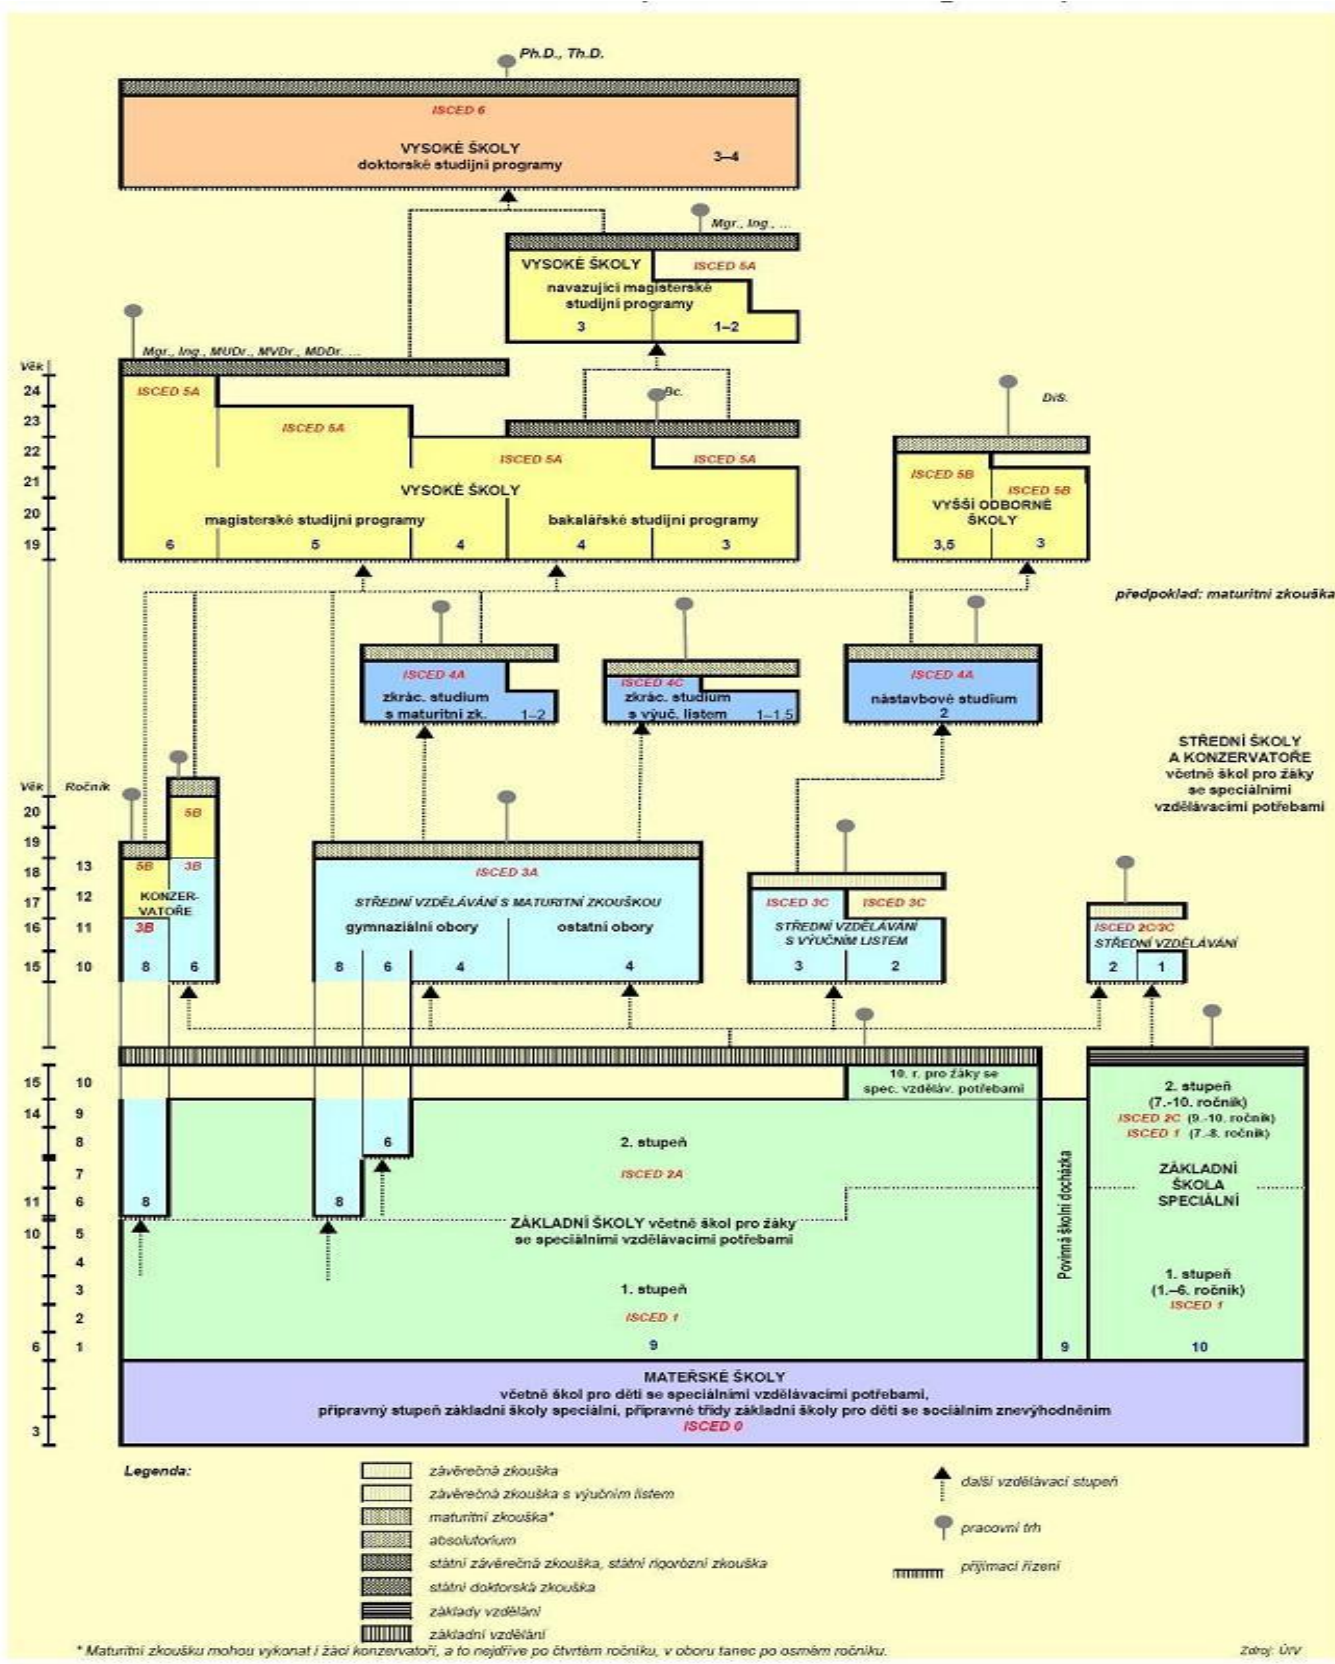 Ph.D., Th.D.
ISCED 6
VYSOKÉ ŠKOLY
doktorské studijní programy
3–4
Mgr., Ing., ...
VYSOKÉ ŠKOLY
ISCED 5A
navazující magisterské
studijní programy
3
1–2
Mgr., Ing., MUDr., MVDr., MDDr. ...
Věk
24
23
22
21
20
19
ISCED 5A
ISCED 5A
Bc.
ISCED 5A
ISCED 5A
VYSOKÉ ŠKOLY
magisterské studijní programy
bakalářské studijní programy
6
5
4
4
3
DiS.
ISCED 5B
ISCED 5B
VYŠŠÍ ODBORNÉ
ŠKOLY
3,5
3
předpoklad: maturitní zkouška
ISCED 4A
zkrác. studium
s maturitní zk.
1–2
ISCED 4C
zkrác. studium
s výuč. listem
1–1,5
ISCED 4A
nástavbové studium
2
STŘEDNÍ ŠKOLY
A KONZERVATOŘE
včetně škol pro žáky
se speciálními
vzdělávacími potřebami
Věk
Ročník
20
19
18
13
17
12
16
11
15
10
5B
5B
3B
KONZER-
VATOŘE
3B
8
6
ISCED 3A
STŘEDNÍ VZDĚLÁVÁNÍ S MATURITNÍ ZKOUŠKOU
gymnaziální obory
ostatní obory
8
6
4
4
ISCED 3C
ISCED 3C
STŘEDNÍ VZDĚLÁVÁNÍ
S VÝUČNÍM LISTEM
3
2
ISCED 2C/3C
STŘEDNÍ VZDĚLÁVÁNÍ
2
1
15
10
14
9
8
7
11
6
10
5
4
3
2
6
1
3
10. r. pro žáky se
spec. vzděláv. potřebami
6
8
8
2. stupeň
ISCED 2A
ZÁKLADNÍ ŠKOLY včetně škol pro žáky
se speciálními vzdělávacími potřebami
1. stupeň
ISCED 1
9
Povinná školní docházka
9
2. stupeň
(7.-10. ročník)
ISCED 2C (9.-10. ročník)
ISCED 1 (7.-8. ročník)
ZÁKLADNÍ
ŠKOLA
SPECIÁLNÍ
1. stupeň
(1.–6. ročník)
ISCED 1
10
MATEŘSKÉ ŠKOLY
včetně škol pro děti se speciálními vzdělávacími potřebami,
přípravný stupeň základní školy speciální, přípravné třídy základní školy pro děti se sociálním znevýhodněním
ISCED 0
Legenda:
závěrečná zkouška
závěrečná zkouška s výučním listem
maturitní zkouška*
absolutorium
státní závěrečná zkouška, státní rigorózní zkouška
státní doktorská zkouška
základy vzdělání
základní vzdělání
další vzdělávací stupeň
pracovní trh
přijímací řízení
* Maturitní zkoušku mohou vykonat i žáci konzervatoří, a to nejdříve po čtvrtém ročníku, v oboru tanec po osmém ročníku.
Zdroj: ÚIV